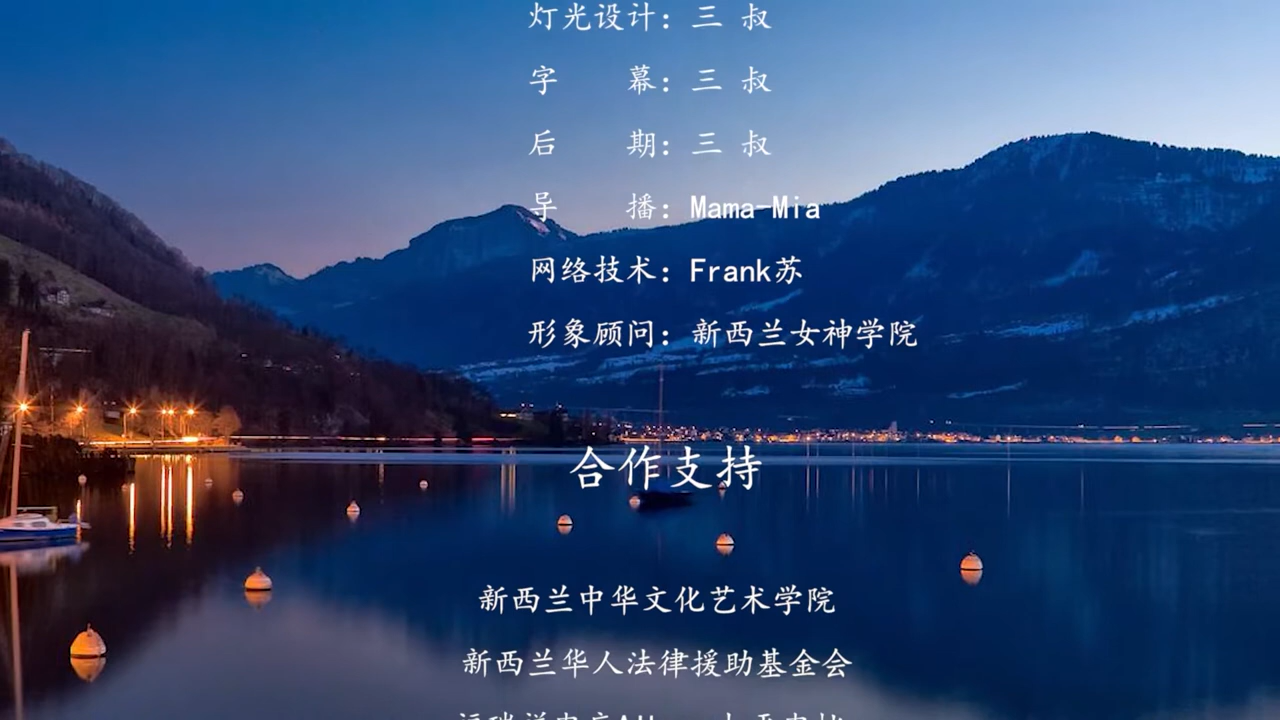 灯光设计：三 叔
字　　幕：三 叔
后　　期：三 叔
导　　播：Mama-Mia
网络技术：Frank苏
形象顾问：新西兰女神学院
合作支持
新西兰中华文化艺术学院
新西兰华人法律援助基金会